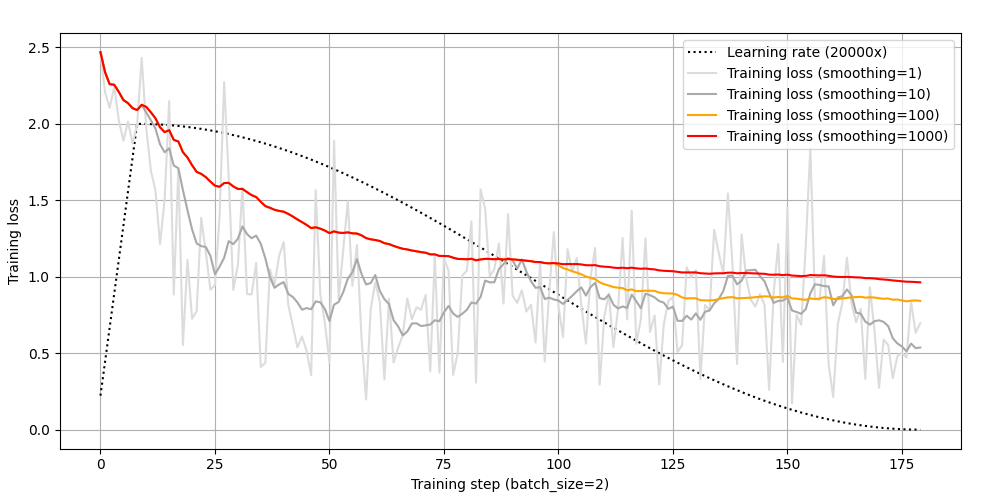 2.5
2.0
1.5
1.0
0.5
0.0
Training loss
Learning rate (20000x)
Training loss (smoothing=1)
Training loss (smoothing=10)
Training loss (smoothing=100)
Training loss (smoothing=1000)
0 25 50 75 100 125 150 175
Training step (batch_size=2)